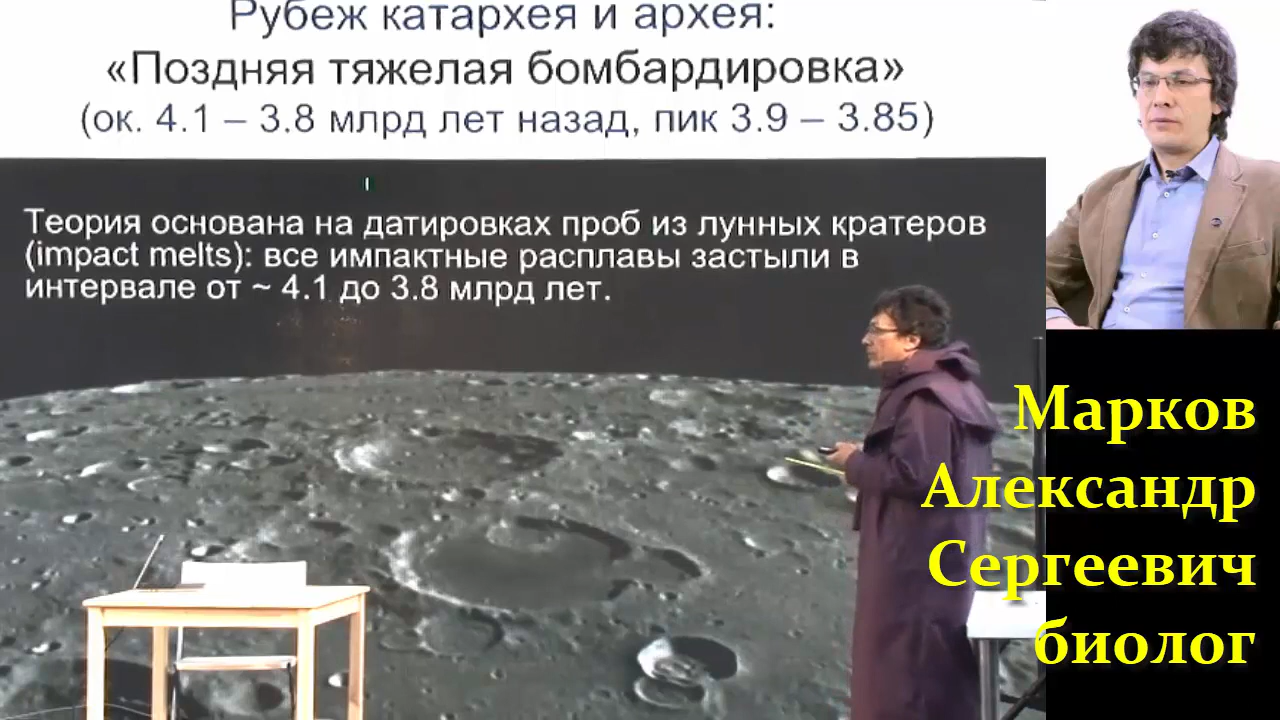 Рубеж катархея и архея:
«Поздняя тяжелая бомбардировка»
(ок. 4.1 – 3.8 млрд лет назад, пик 3.9 – 3.85)
Теория основана на датировках проб из лунных кратеров
(impact melts): все импактные расплавы застыли в
интервале от ~ 4.1 до 3.8 млрд лет.
Марков
Александр
Сергеевич
биолог